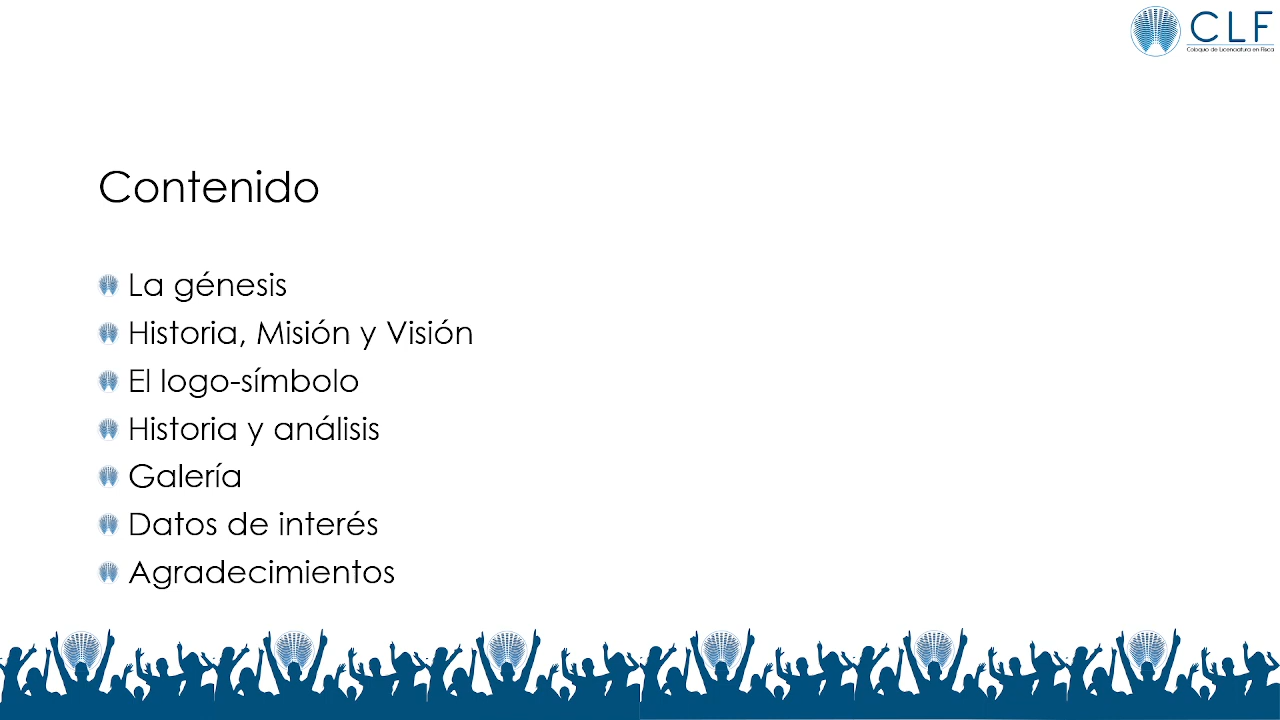 CLF
Coloquio de Licenciatura en Física
Contenido
La génesis
Historia, Misión y Visión
El logo-símbolo
Historia y análisis
Galería
Datos de interés
Agradecimientos